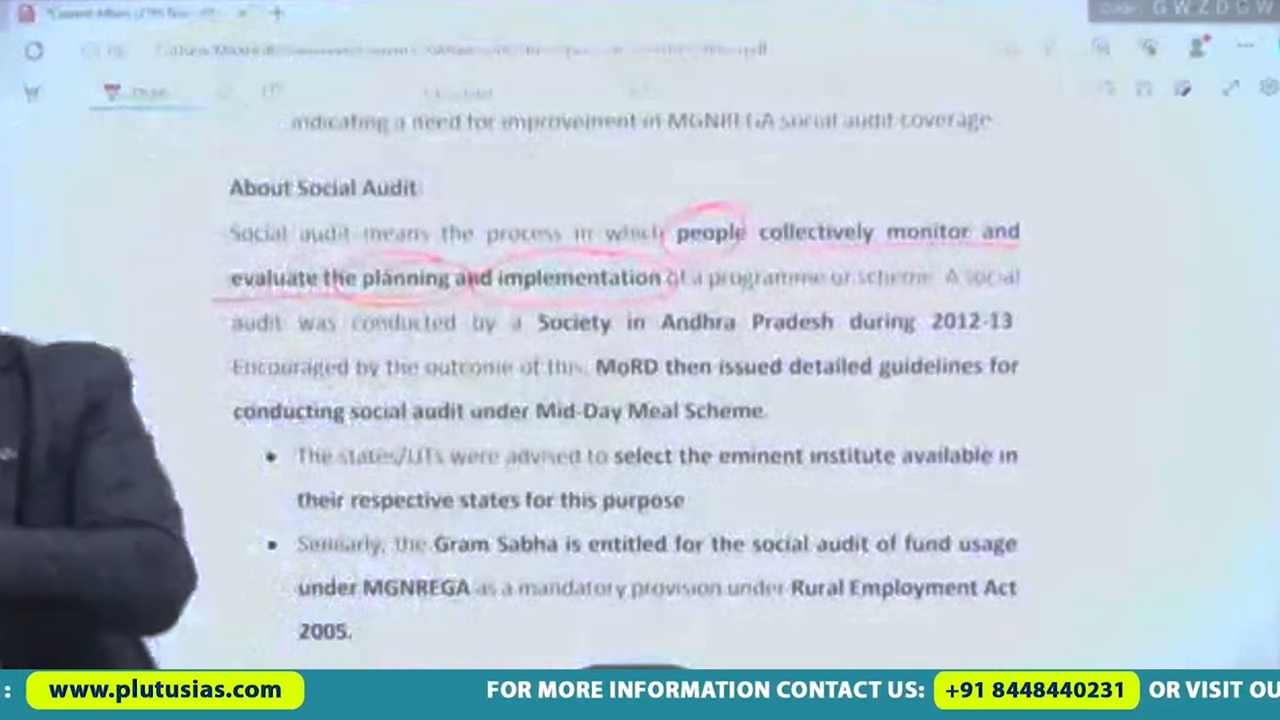 indicating a need for improvement in MGNREGA social audit coverage
About Social Audit
Social audit means the process in which people collectively monitor and
evaluate the planning and implementation of a programme or scheme. A social
audit was conducted by a Society in Andhra Pradesh during 2012-13
Encouraged by the outcome of this, MoRD then issued detailed guidelines for
conducting social audit under Mid-Day Meal Scheme.
• The states/UTs were advised to select the eminent institute available in
their respective states for this purpose
• Similarly, the Gram Sabha is entitled for the social audit of fund usage
under MGNREGA as a mandatory provision under Rural Employment Act
2005.
: www.plutusias.com FOR MORE INFORMATION CONTACT US: +91 8448440231 OR VISIT OU